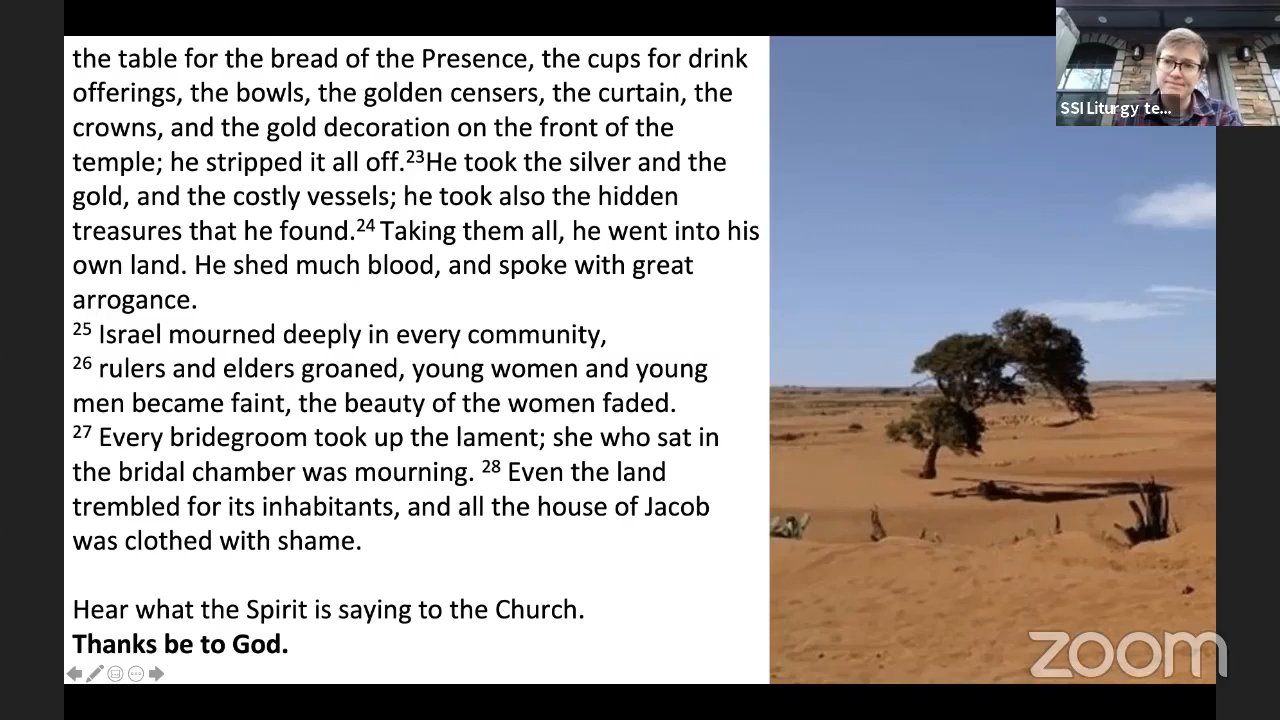 the table for the bread of the Presence, the cups for drink
offerings, the bowls, the golden censers, the curtain, the
crowns, and the gold decoration on the front of the
temple; he stripped it all off.²³He took the silver and the
gold, and the costly vessels; he took also the hidden
treasures that he found.²⁴ Taking them all, he went into his
own land. He shed much blood, and spoke with great
arrogance.
²⁵ Israel mourned deeply in every community,
²⁶ rulers and elders groaned, young women and young
men became faint, the beauty of the women faded.
²⁷ Every bridegroom took up the lament; she who sat in
the bridal chamber was mourning. ²⁸ Even the land
trembled for its inhabitants, and all the house of Jacob
was clothed with shame.
Hear what the Spirit is saying to the Church.
Thanks be to God.
SSI Liturgy te...
zoom